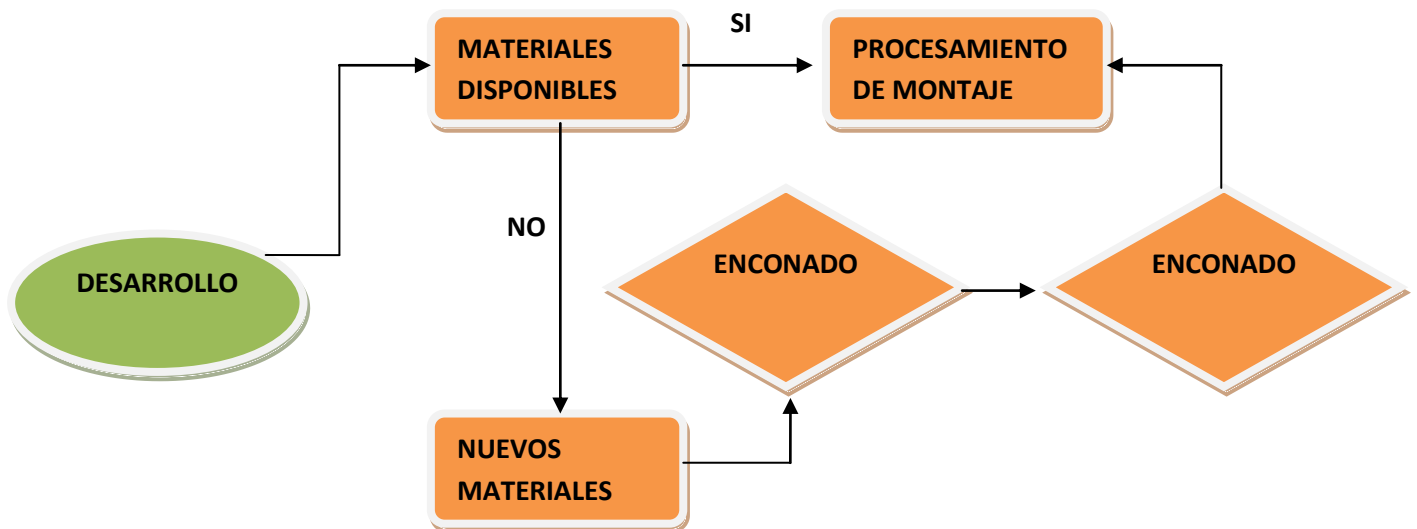 SI
MATERIALES
DISPONIBLES
PROCESAMIENTO
DE MONTAJE
NO
DESARROLLO
ENCONADO
ENCONADO
NUEVOS
MATERIALES